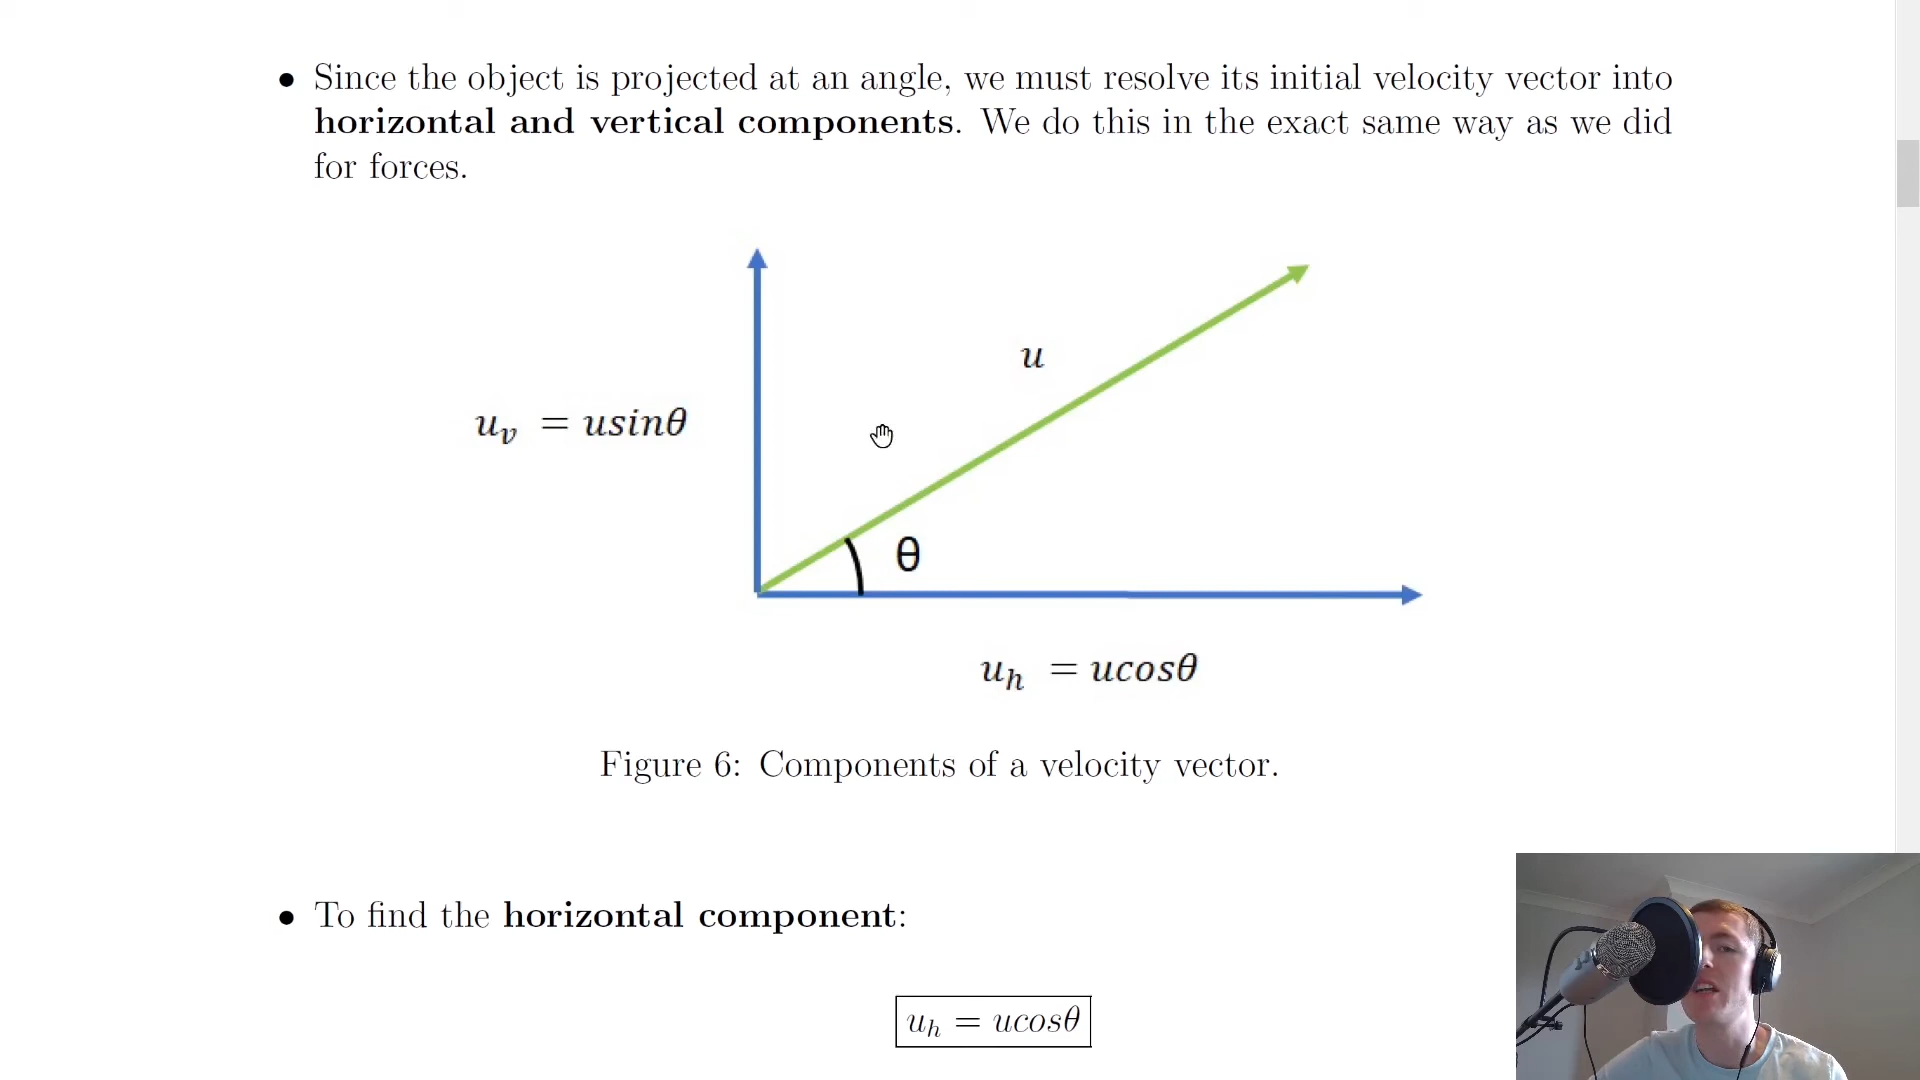 • Since the object is projected at an angle, we must resolve its initial velocity vector into
horizontal and vertical components. We do this in the exact same way as we did
for forces.
u
u_v = usinθ
θ
u_h = ucosθ
Figure 6: Components of a velocity vector.
• To find the horizontal component:
u_h = ucosθ